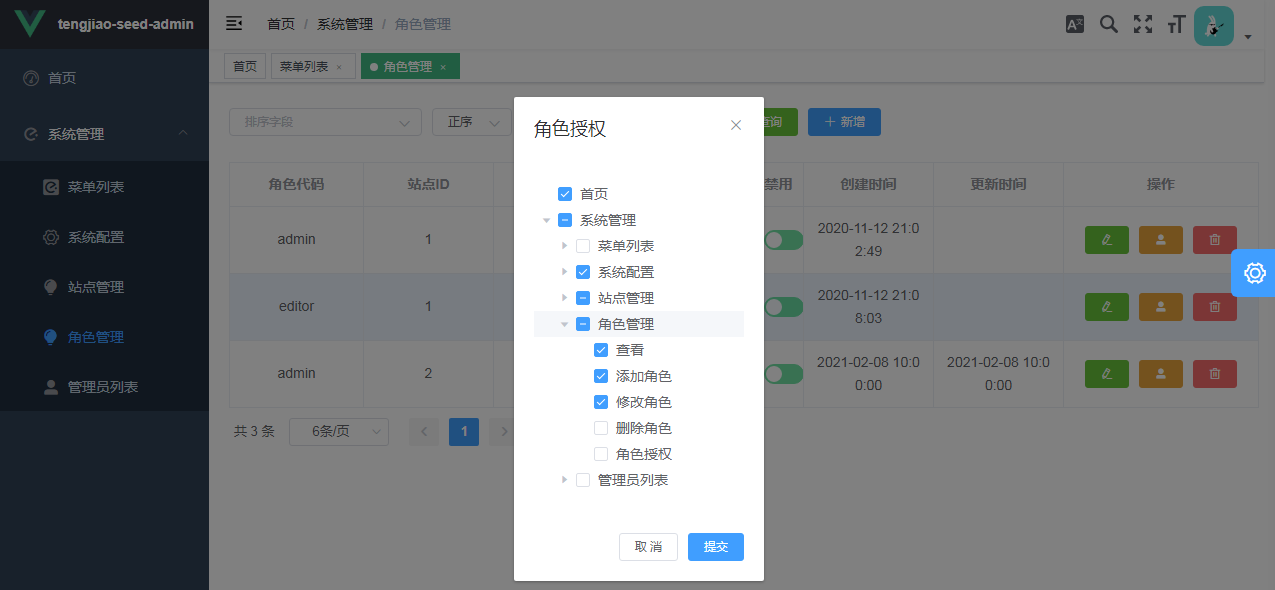 tengjiao-seed-admin
首页 / 系统管理 / 角色管理
首页 菜单列表 × 角色管理 ×
首页
系统管理
菜单列表
系统配置
站点管理
角色管理
管理员列表
排序字段 正序 查询 新增
角色代码 站点ID 禁用 创建时间 更新时间 操作
admin 1 2020-11-12 21:0
2:49
editor 1 2020-11-12 21:0
8:03
admin 2 2021-02-08 10:0 2021-02-08 10:0
0:00 0:00
共 3 条 6条/页 1
角色授权
首页
系统管理
菜单列表
系统配置
站点管理
角色管理
查看
添加角色
修改角色
删除角色
角色授权
管理员列表
取 消 提交